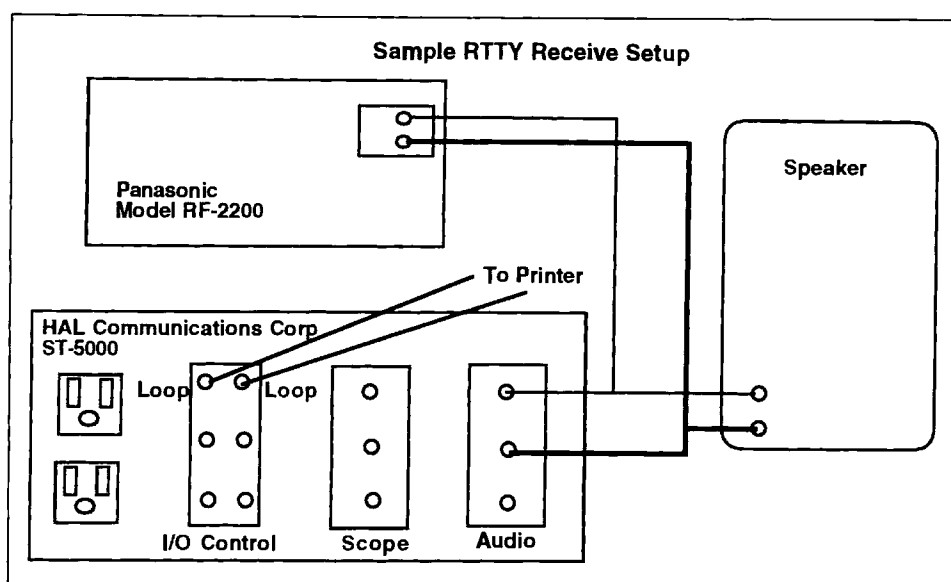 Sample RTTY Receive Setup
Speaker
Panasonic
Model RF-2200
To Printer
HAL Communications Corp
ST-5000
Loop
Loop
I/O Control
Scope
Audio